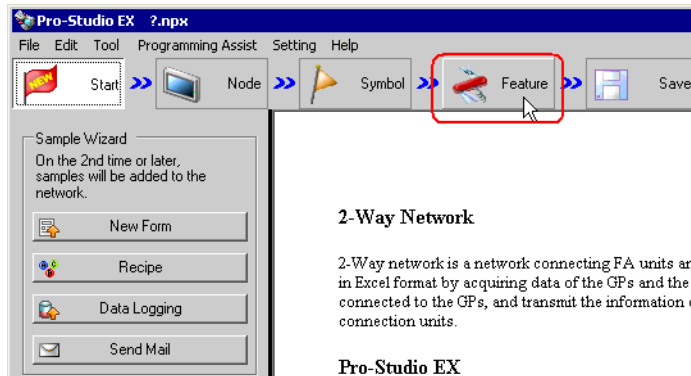 Pro-Studio EX ?.npx
File Edit Tool Programming Assist Setting Help
NEW Start Node Symbol Feature Save
Sample Wizard
On the 2nd time or later,
samples will be added to the
network.
New Form
Recipe
Data Logging
Send Mail
2-Way Network
2-Way network is a network connecting FA units an
in Excel format by acquiring data of the GPs and the
connected to the GPs, and transmit the information
connection units.
Pro-Studio EX